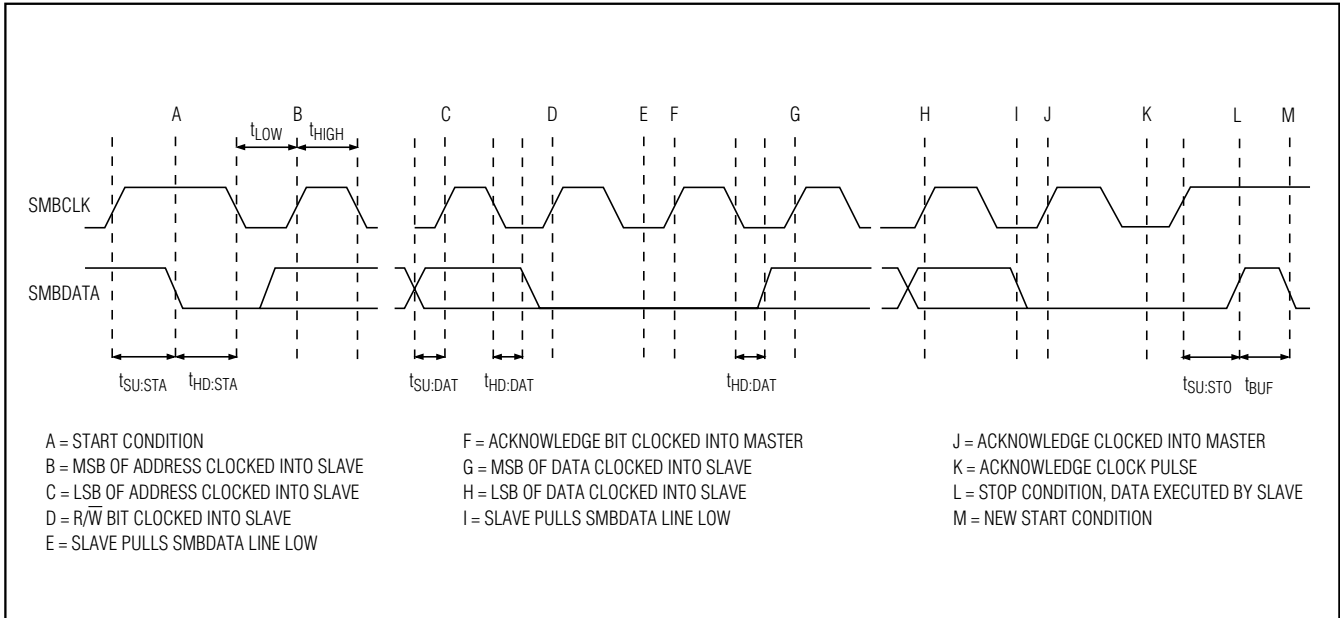 A B C D E F G H I J K L M
tLOW tHIGH
SMBCLK
SMBDATA
tSU:STA tHD:STA tSU:DAT tHD:DAT tHD:DAT tSU:STO tBUF
A = START CONDITION
B = MSB OF ADDRESS CLOCKED INTO SLAVE
C = LSB OF ADDRESS CLOCKED INTO SLAVE
D = R/W̅ BIT CLOCKED INTO SLAVE
E = SLAVE PULLS SMBDATA LINE LOW
F = ACKNOWLEDGE BIT CLOCKED INTO MASTER
G = MSB OF DATA CLOCKED INTO SLAVE
H = LSB OF DATA CLOCKED INTO SLAVE
I = SLAVE PULLS SMBDATA LINE LOW
J = ACKNOWLEDGE CLOCKED INTO MASTER
K = ACKNOWLEDGE CLOCK PULSE
L = STOP CONDITION, DATA EXECUTED BY SLAVE
M = NEW START CONDITION